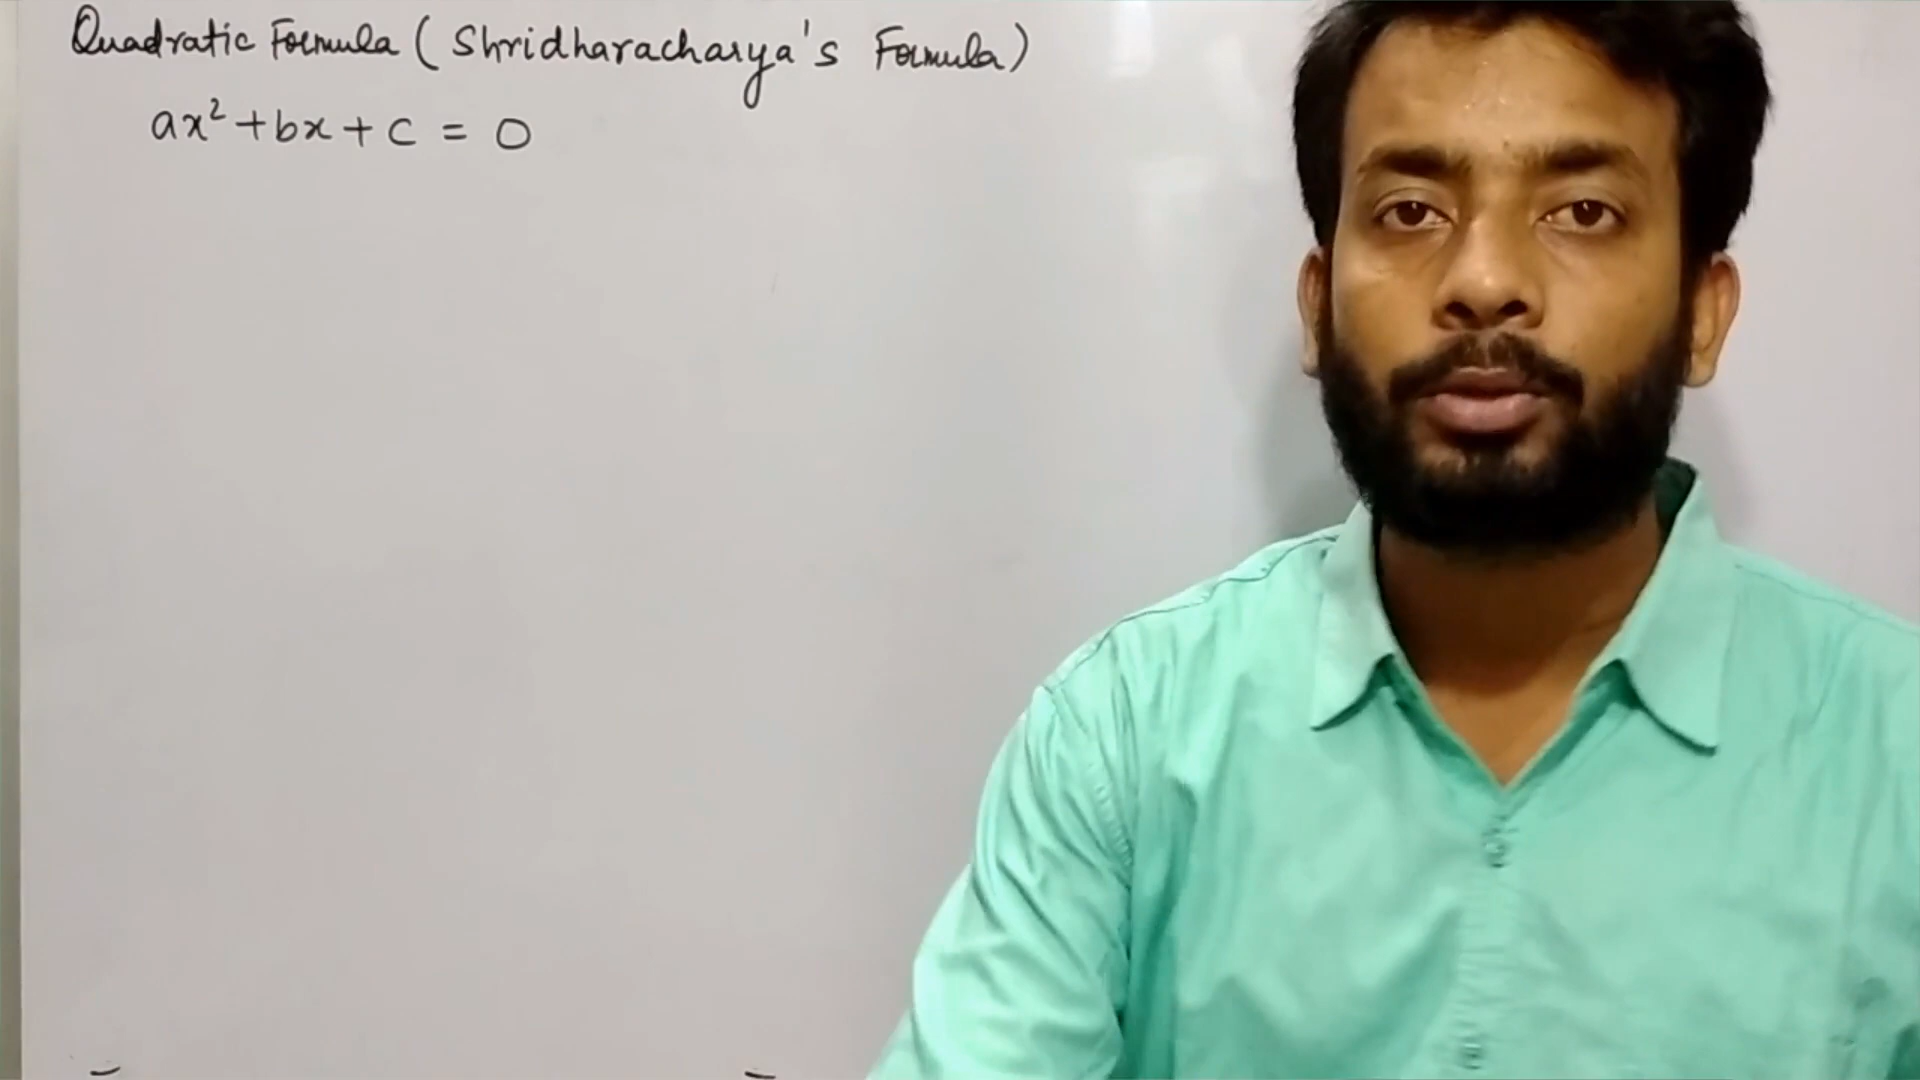 Quadratic Formula (Shridharacharya's Formula)
ax² + bx + c = 0